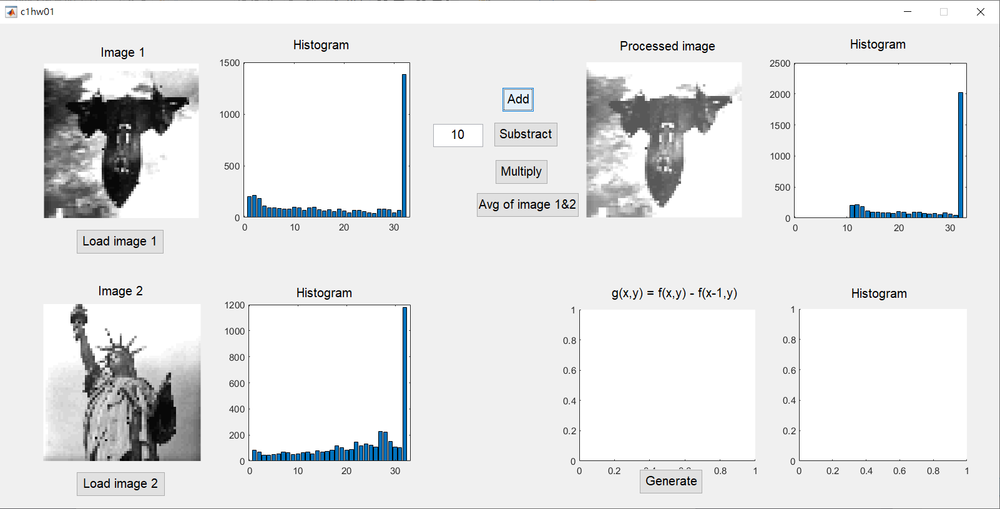 c1hw01
Image 1
Histogram
1500
1000
500
0
0 10 20 30
Load image 1
Add
10
Substract
Multiply
Avg of image 1&2
Processed image
Histogram
2500
2000
1500
1000
500
0
0 10 20 30
Image 2
Histogram
1200
1000
800
600
400
200
0
0 10 20 30
Load image 2
g(x,y) = f(x,y) - f(x-1,y)
1
0.8
0.6
0.4
0.2
0
0 0.2 0.4 0.6 0.8 1
Generate
Histogram
1
0.8
0.6
0.4
0.2
0
0 0.2 0.4 0.6 0.8 1